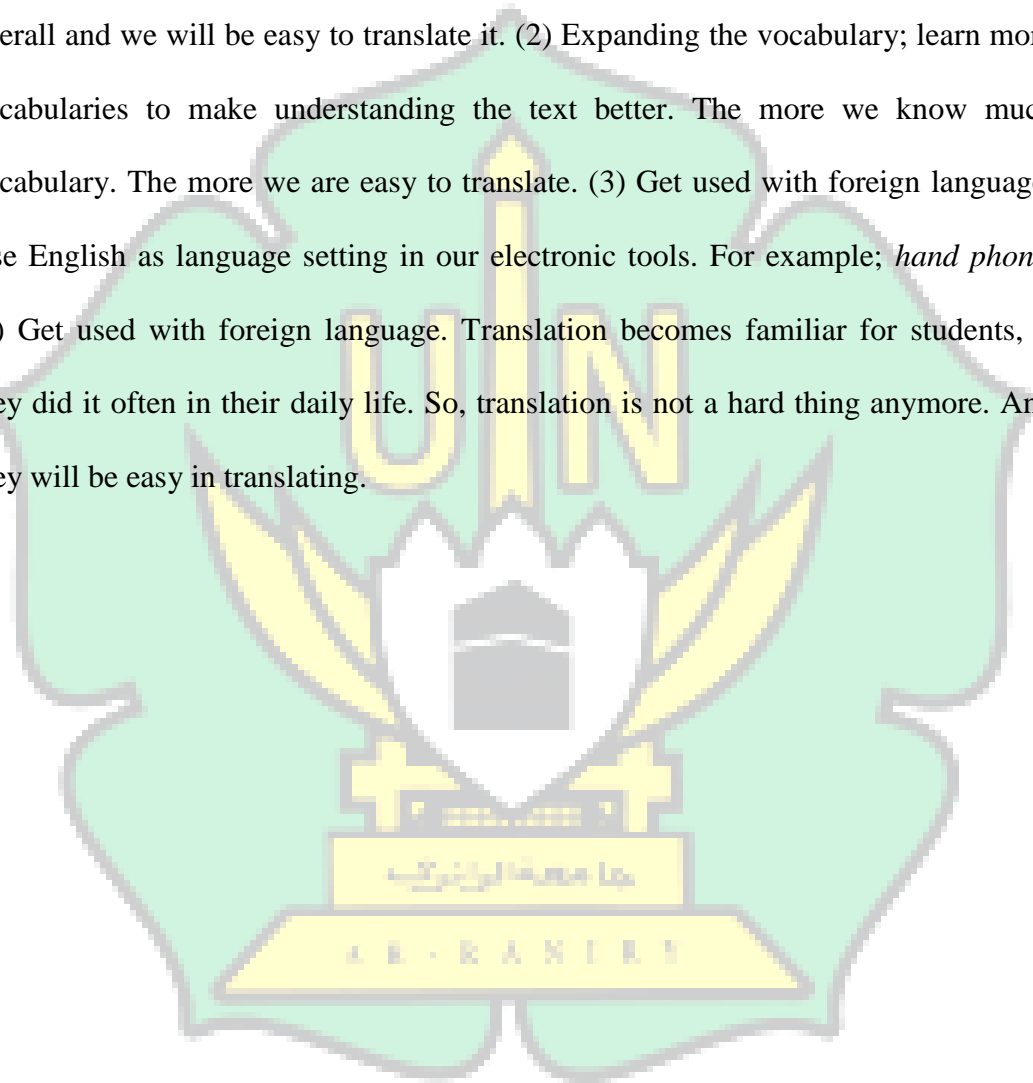 erall and we will be easy to translate it. (2) Expanding the vocabulary; learn mor
cabularies to make understanding the text better. The more we know muc
cabulary. The more we are easy to translate. (3) Get used with foreign language
se English as language setting in our electronic tools. For example; hand phon
) Get used with foreign language. Translation becomes familiar for students,
ey did it often in their daily life. So, translation is not a hard thing anymore. An
ey will be easy in translating.
UIN
جامعة الرانري
AR-RANIRY